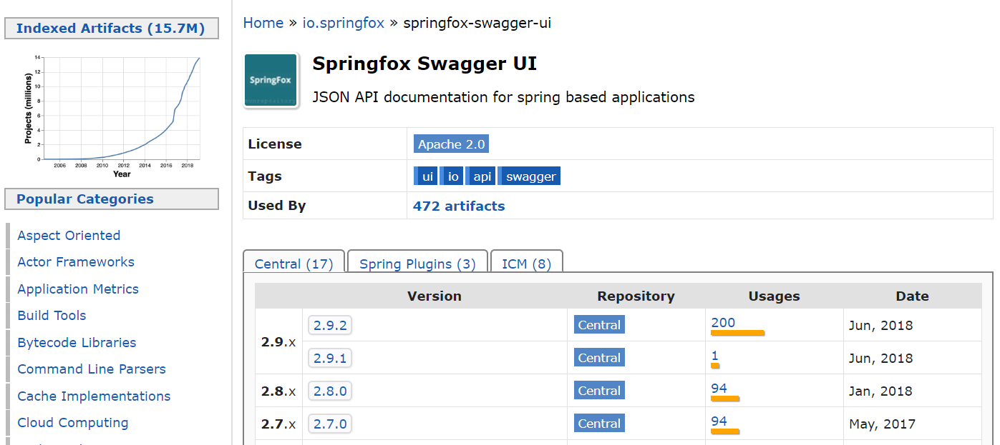 Indexed Artifacts (15.7M)
Projects (millions)
14
12
10
8
6
4
2
0
2006 2008 2010 2012 2014 2016 2018
Year
Popular Categories
Aspect Oriented
Actor Frameworks
Application Metrics
Build Tools
Bytecode Libraries
Command Line Parsers
Cache Implementations
Cloud Computing
Home » io.springfox » springfox-swagger-ui
SpringFox
Springfox Swagger UI
JSON API documentation for spring based applications
License Apache 2.0
Tags ui io api swagger
Used By 472 artifacts
Central (17) Spring Plugins (3) ICM (8)
Version Repository Usages Date
2.9.x 2.9.2 Central 200 Jun, 2018
2.9.1 Central 1 Jun, 2018
2.8.x 2.8.0 Central 94 Jan, 2018
2.7.x 2.7.0 Central 94 May, 2017